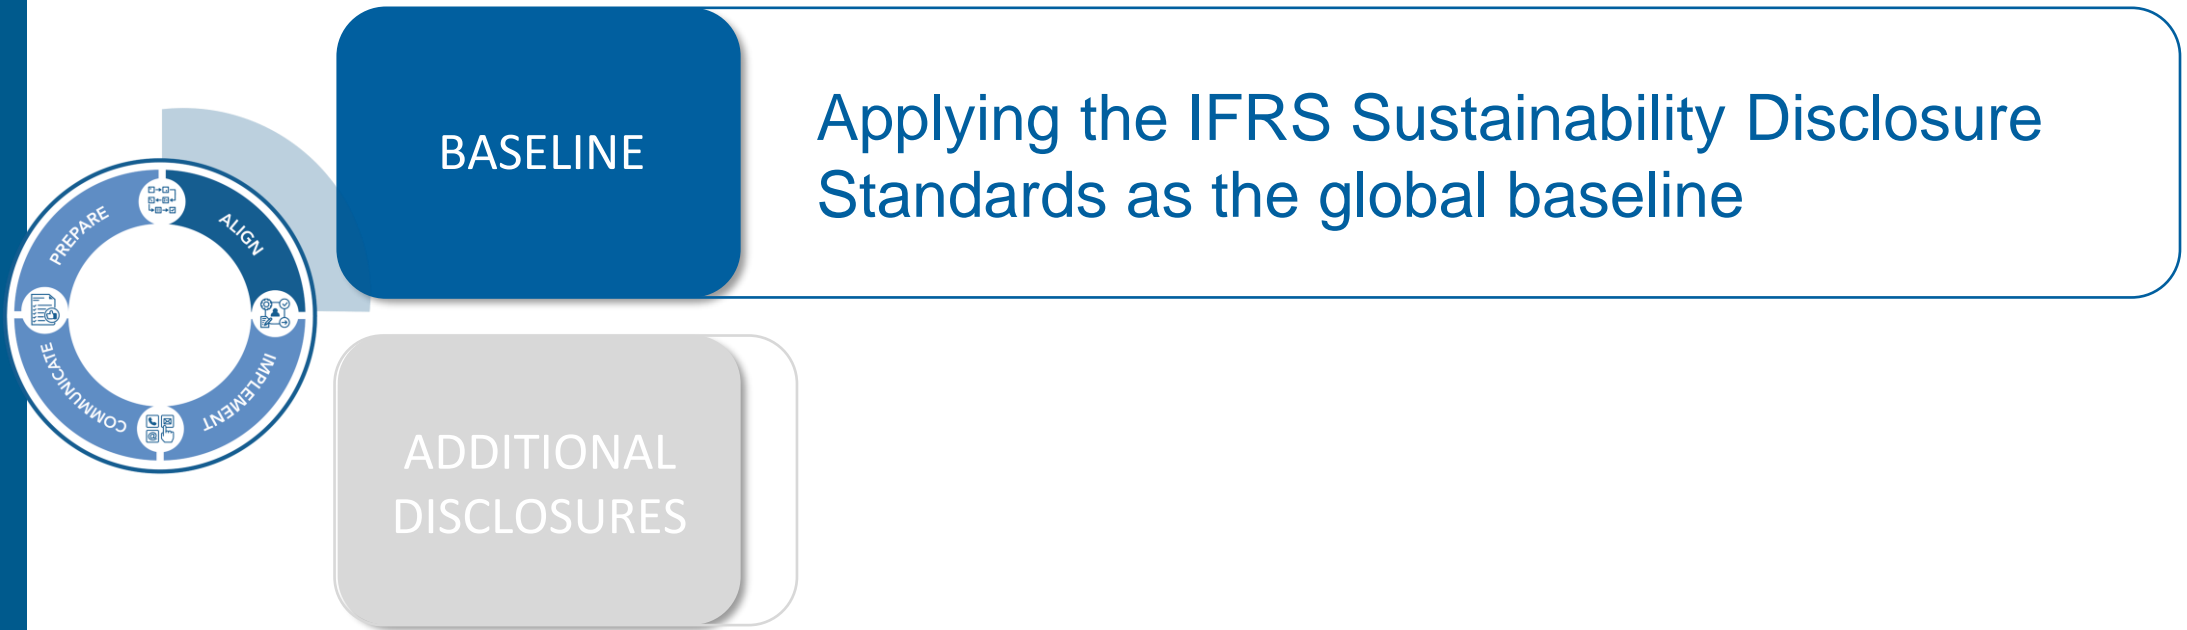 PREPARE
ALIGN
IMPLEMENT
COMMUNICATE
BASELINE
Applying the IFRS Sustainability Disclosure
Standards as the global baseline
ADDITIONAL
DISCLOSURES